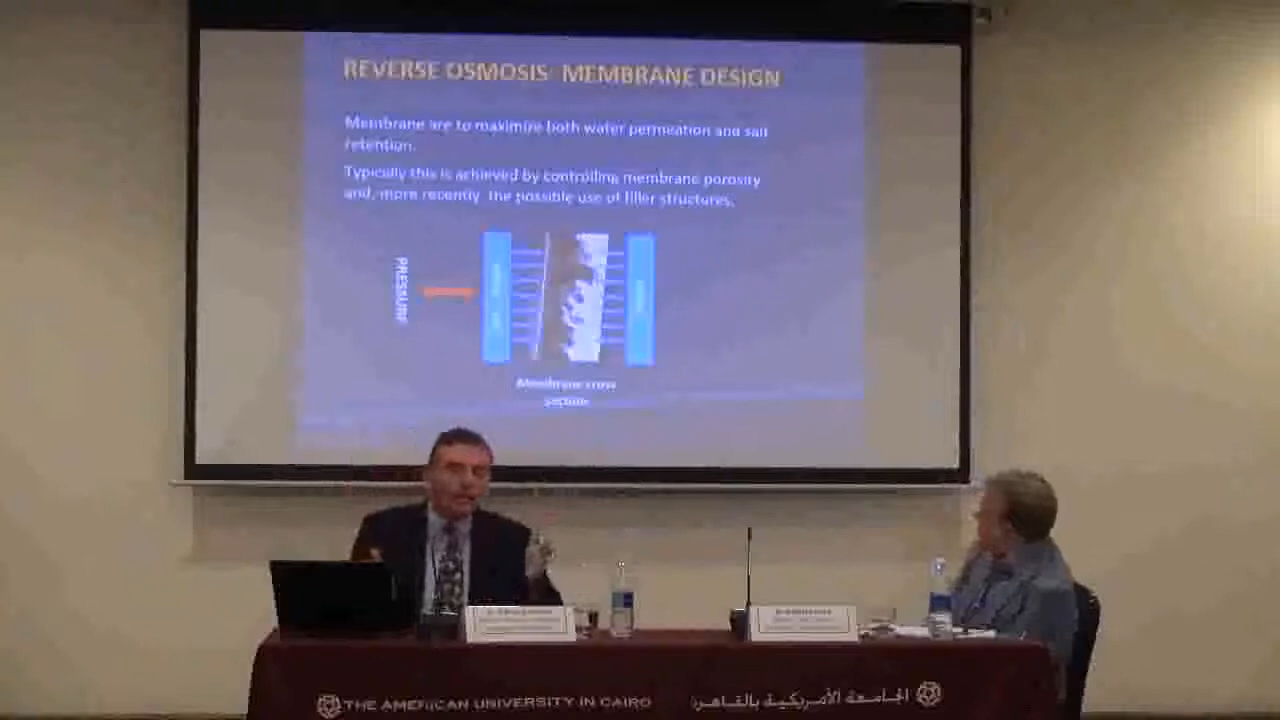 REVERSE OSMOSIS MEMBRANE DESIGN
Membrane are to maximize both water permeation and salt
retention.
Typically this is achieved by controlling membrane porosity
and, more recently the possible use of filler structures.
PRESSURE
Membrane cross
section
THE AMERICAN UNIVERSITY IN CAIRO
الجامعة الأمريكية بالقاهرة